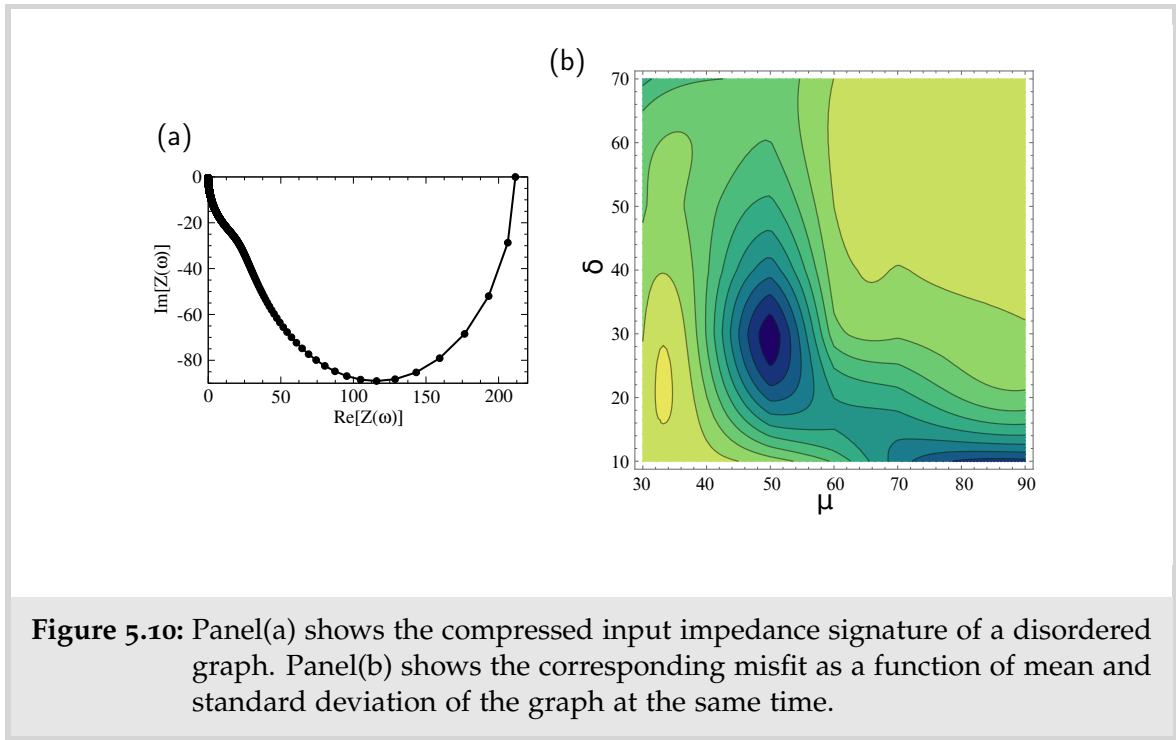 (a)
0
-20
-40
-60
-80
Im[Z(ω)]
0 50 100 150 200
Re[Z(ω)]
(b)
70
60
50
40
30
20
10
δ
30 40 50 60 70 80 90
μ
Figure 5.10: Panel(a) shows the compressed input impedance signature of a disordered
graph. Panel(b) shows the corresponding misfit as a function of mean and
standard deviation of the graph at the same time.